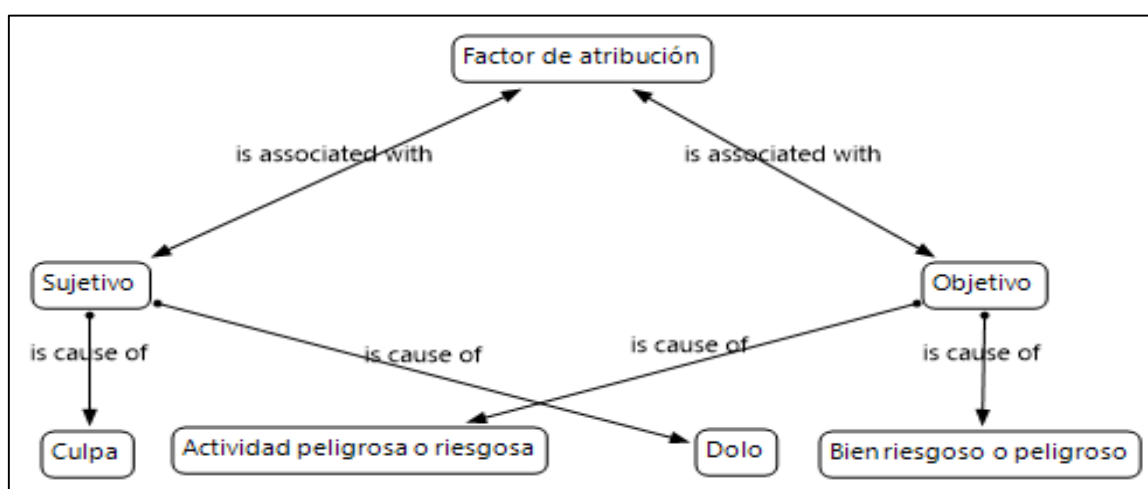 Factor de atribución
is associated with
is associated with
Sujetivo
Objetivo
is cause of
is cause of
is cause of
is cause of
Culpa
Actividad peligrosa o riesgosa
Dolo
Bien riesgoso o peligroso